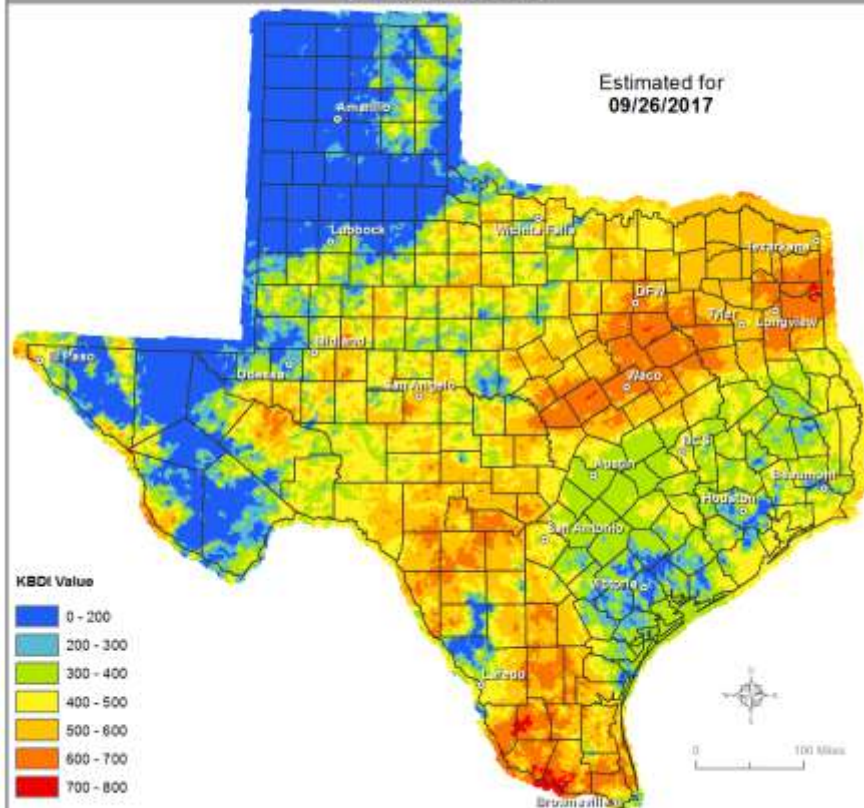 Estimated for
09/26/2017
Amarillo
Lubbock
Wichita Falls
Texarkana
DFW
Tyler
Longview
El Paso
Midland
Odessa
San Angelo
Waco
BCS
Austin
Beaumont
Houston
San Antonio
Victoria
Laredo
Brownsville
KBDI Value
0 - 200
200 - 300
300 - 400
400 - 500
500 - 600
600 - 700
700 - 800
0 100 Miles